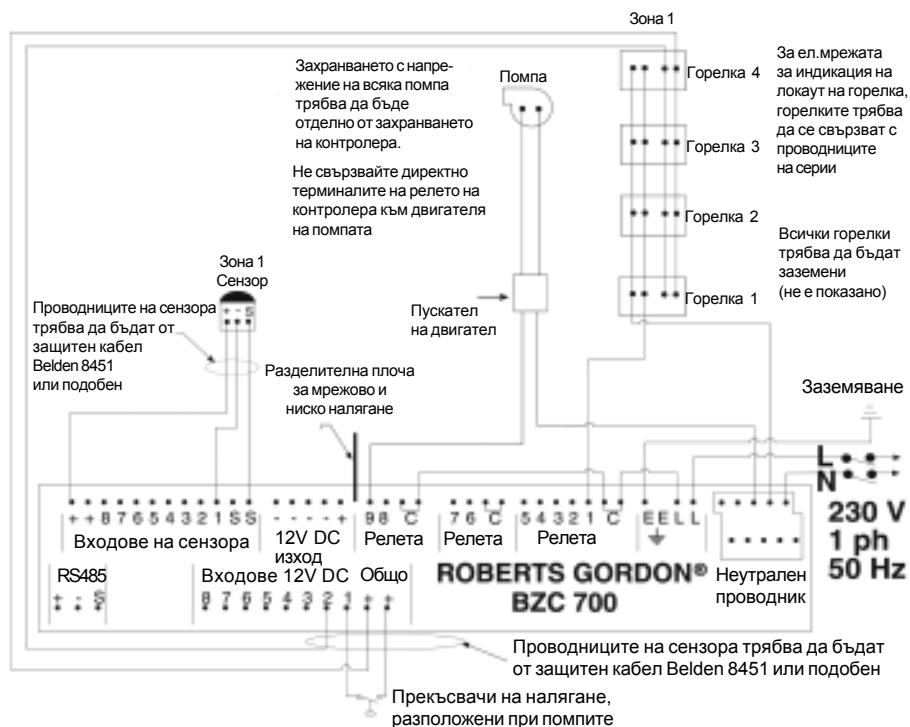 Зона 1
Захранването с напре-
жение на всяка помпа
трябва да бъде
отделно от захранването
на контролера.
Не свързвайте директно
терминалите на релето на
контролера към двигателя
на помпата
Помпа
Горелка 4
Горелка 3
Горелка 2
Горелка 1
За ел.мрежата
за индикация на
локаут на горелка,
горелките трябва
да се свързват с
проводниците
на серии
Всички горелки
трябва да бъдат
заземени
(не е показано)
Зона 1
Сензор
+ - S
Проводниците на сензора
трябва да бъдат от
защитен кабел
Belden 8451
или подобен
Разделителна плоча
за мрежово и
ниско налягане
Пускател
на двигател
Заземяване
L
N
230 V
1 ph
50 Hz
+ + 8 7 6 5 4 3 2 1 S S
- - - - +
9 8 C
7 6 C
5 4 3 2 1 C
E E L L
Входове на сензора
12V DC
изход
Релета
Релета
Релета
RS485
+ - S
Входове 12V DC
8 7 6 5 4 3 2 1
Общо
+ +
ROBERTS GORDON®
BZC 700
Неутрален
проводник
Проводниците на сензора трябва да бъдат
от защитен кабел Belden 8451 или подобен
Прекъсвачи на налягане,
разположени при помпите